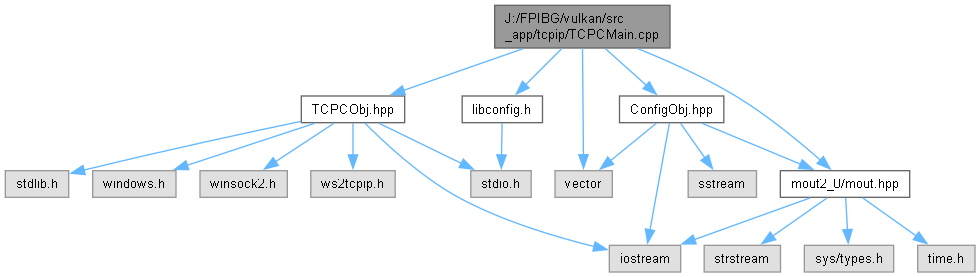 J:/FPIBG/vulkan/src
_app/tcpip/TCPCMain.cpp
TCPCObj.hpp
libconfig.h
ConfigObj.hpp
stdlib.h
windows.h
winsock2.h
ws2tcpip.h
stdio.h
vector
sstream
mout2_U/mout.hpp
iostream
strstream
sys/types.h
time.h